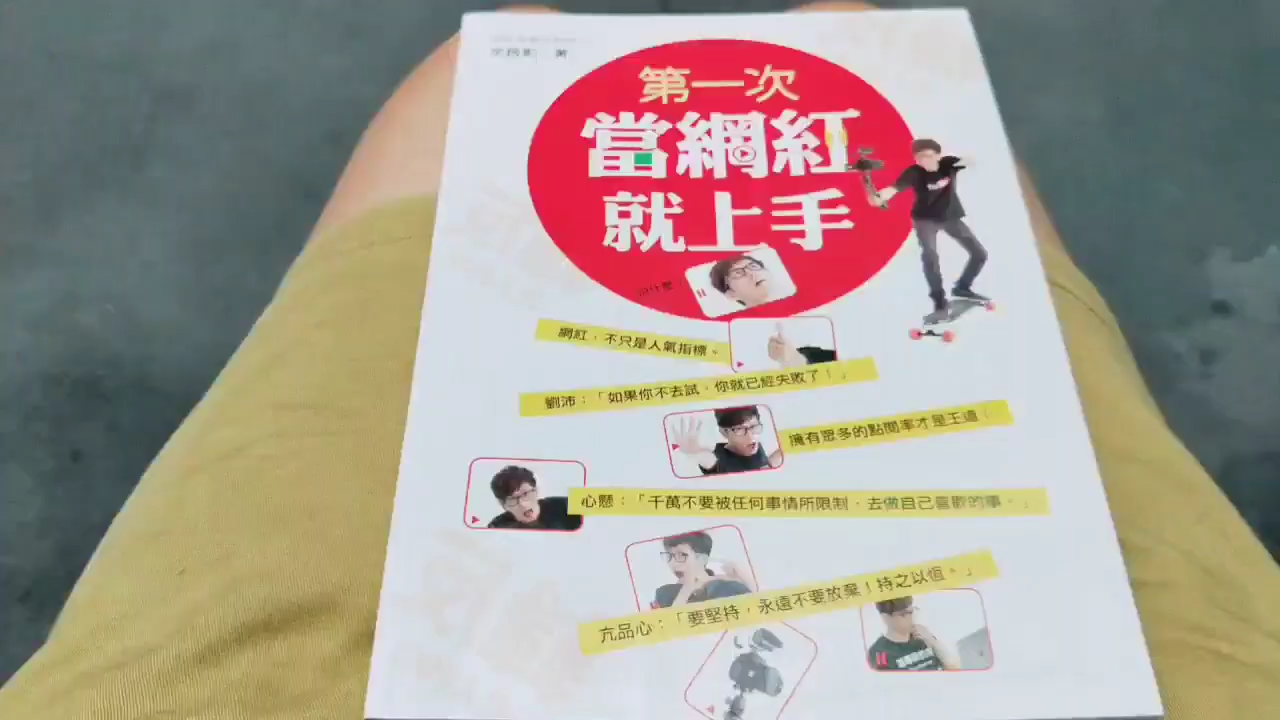 著
第一次
當網紅
就上手
網紅，不只是人氣指標。
劉沛：「如果你不去試，你就已經失敗了！」
擁有眾多的點閱率才是王道！
心懸：「千萬不要被任何事情所限制，去做自己喜歡的事。」
亢品心：「要堅持，永遠不要放棄！持之以恆。」